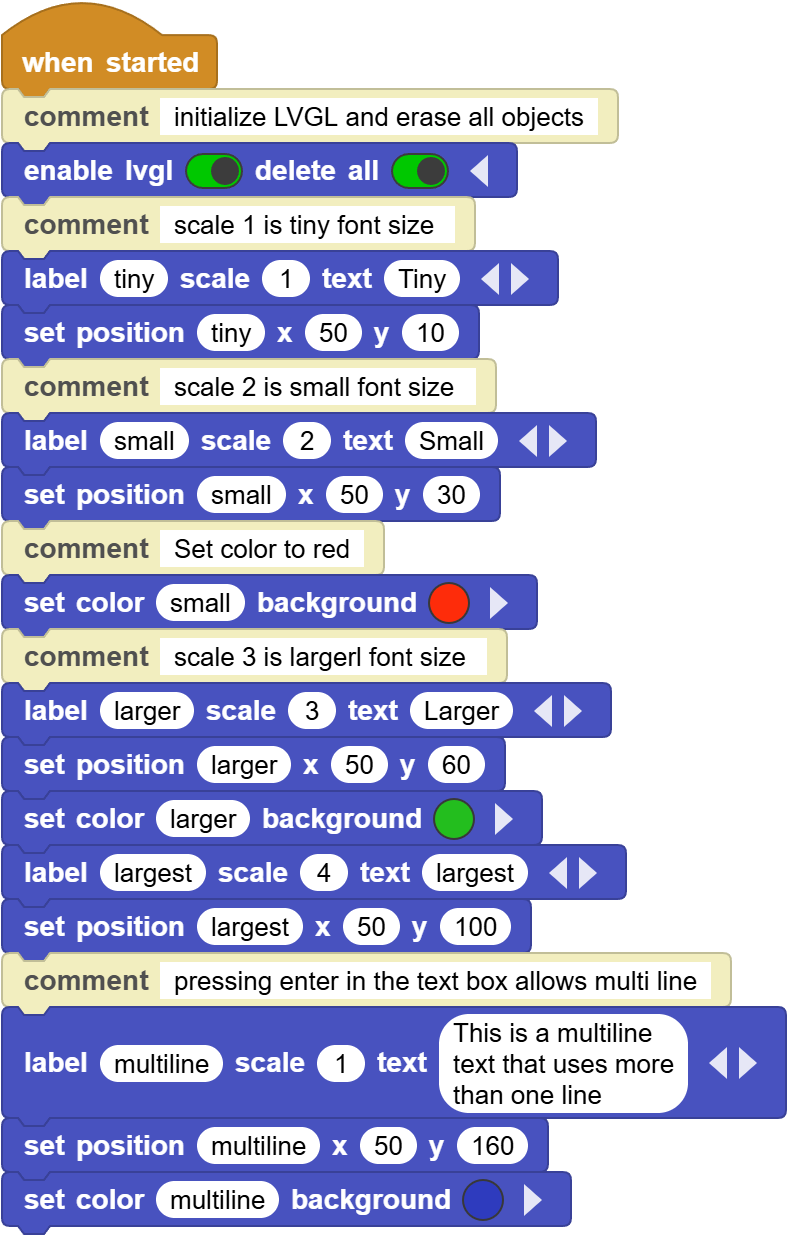 when started
comment initialize LVGL and erase all objects
enable lvgl delete all
comment scale 1 is tiny font size
label tiny scale 1 text Tiny
set position tiny x 50 y 10
comment scale 2 is small font size
label small scale 2 text Small
set position small x 50 y 30
comment Set color to red
set color small background
comment scale 3 is largerl font size
label larger scale 3 text Larger
set position larger x 50 y 60
set color larger background
label largest scale 4 text largest
set position largest x 50 y 100
comment pressing enter in the text box allows multi line
label multiline scale 1 text
This is a multiline
text that uses more
than one line
set position multiline x 50 y 160
set color multiline background